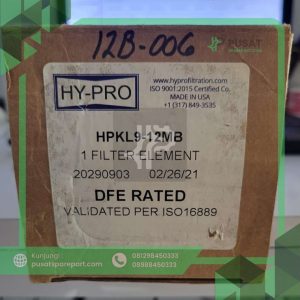 12B-006
PUSAT
HY-PRO
www.hyprofiltration.com
ISO 9001:2015 Certified Co.
MADE IN USA
+1 (317) 849-3535
HPKL9-12MB
1 FILTER ELEMENT
20290903 02/26/21
DFE RATED
VALIDATED PER ISO16889
Kunjungi
pusatsparepart.com
081298450333
08988450333